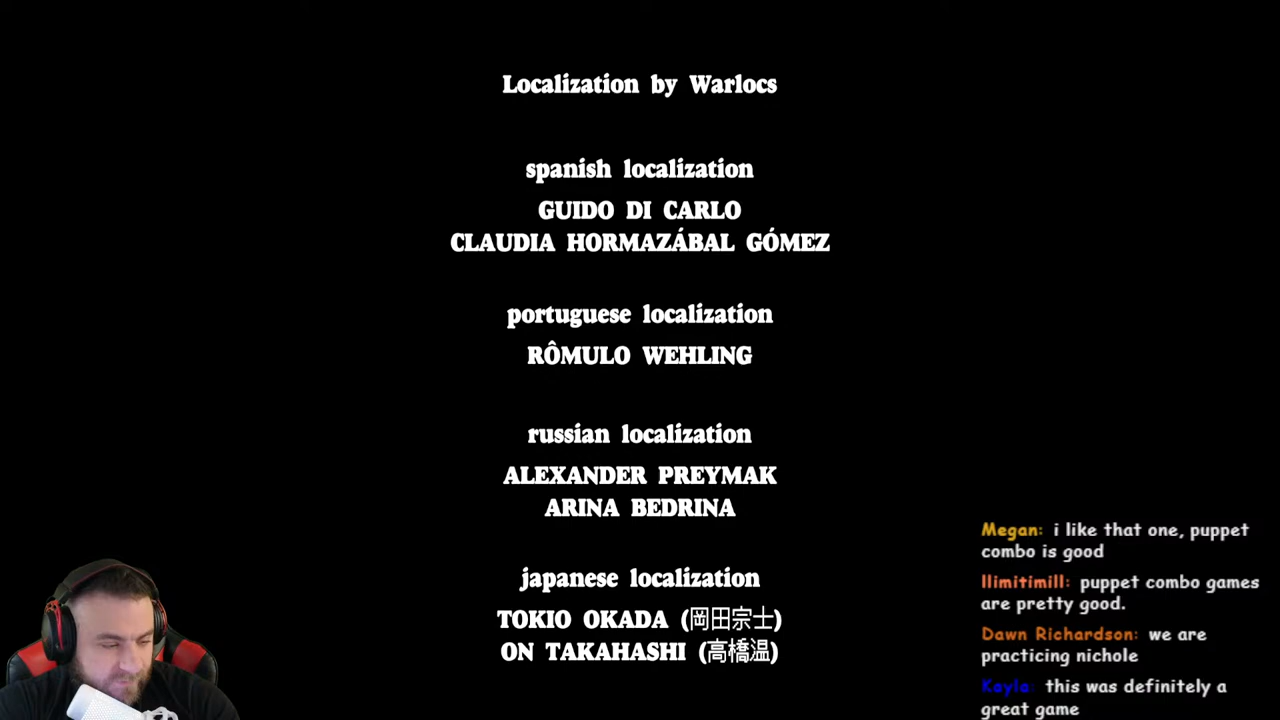 Localization by Warlocs
spanish localization
GUIDO DI CARLO
CLAUDIA HORMAZÁBAL GÓMEZ
portuguese localization
RÔMULO WEHLING
russian localization
ALEXANDER PREYMAK
ARINA BEDRINA
japanese localization
TOKIO OKADA (岡田宗士)
ON TAKAHASHI (高橋温)
Megan: i like that one, puppet
combo is good
llimitimill: puppet combo games
are pretty good.
Dawn Richardson: we are
practicing nichole
Kayla: this was definitely a
great game